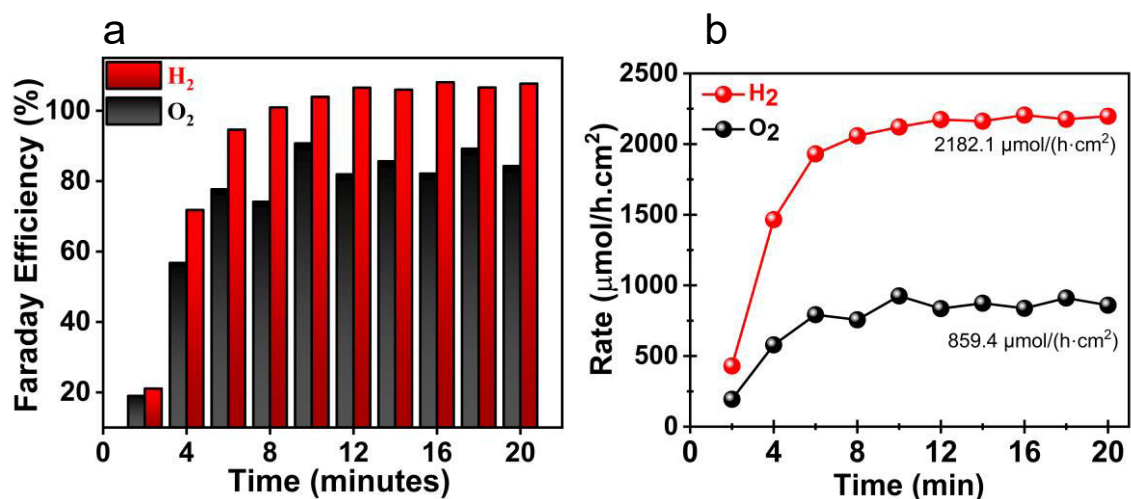 a
H₂
O₂
Faraday Efficiency (%)
100
80
60
40
20
0
4
8
12
16
20
Time (minutes)
b
H2
O2
Rate (μmol/h.cm²)
2500
2000
1500
1000
500
0
2182.1 μmol/(h·cm²)
859.4 μmol/(h·cm²)
0
4
8
12
16
20
Time (min)